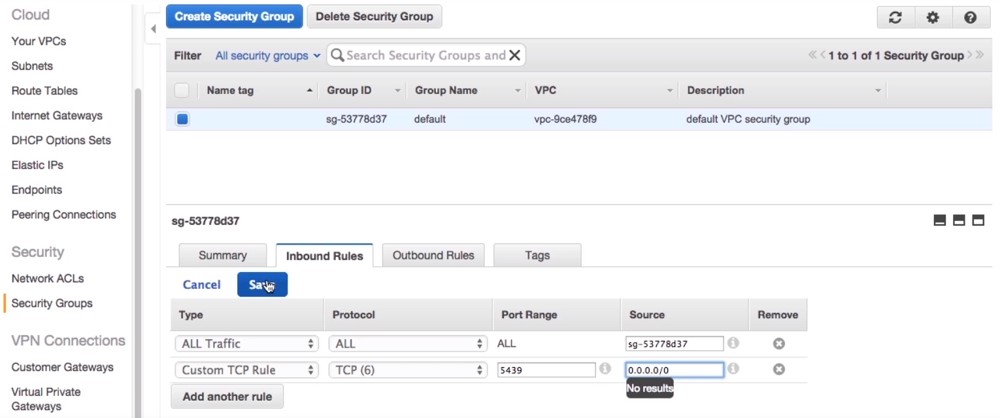 Cloud
Your VPCs
Subnets
Route Tables
Internet Gateways
DHCP Options Sets
Elastic IPs
Endpoints
Peering Connections
Security
Network ACLs
Security Groups
VPN Connections
Customer Gateways
Virtual Private
Gateways
Create Security Group Delete Security Group
Filter All security groups Search Security Groups and 1 to 1 of 1 Security Group
Name tag Group ID Group Name VPC Description
sg-53778d37 default vpc-9ce478f9 default VPC security group
sg-53778d37
Summary Inbound Rules Outbound Rules Tags
Cancel
Type Protocol Port Range Source Remove
ALL Traffic ALL ALL sg-53778d37
Custom TCP Rule TCP (6) 5439 0.0.0.0/0
No results
Add another rule